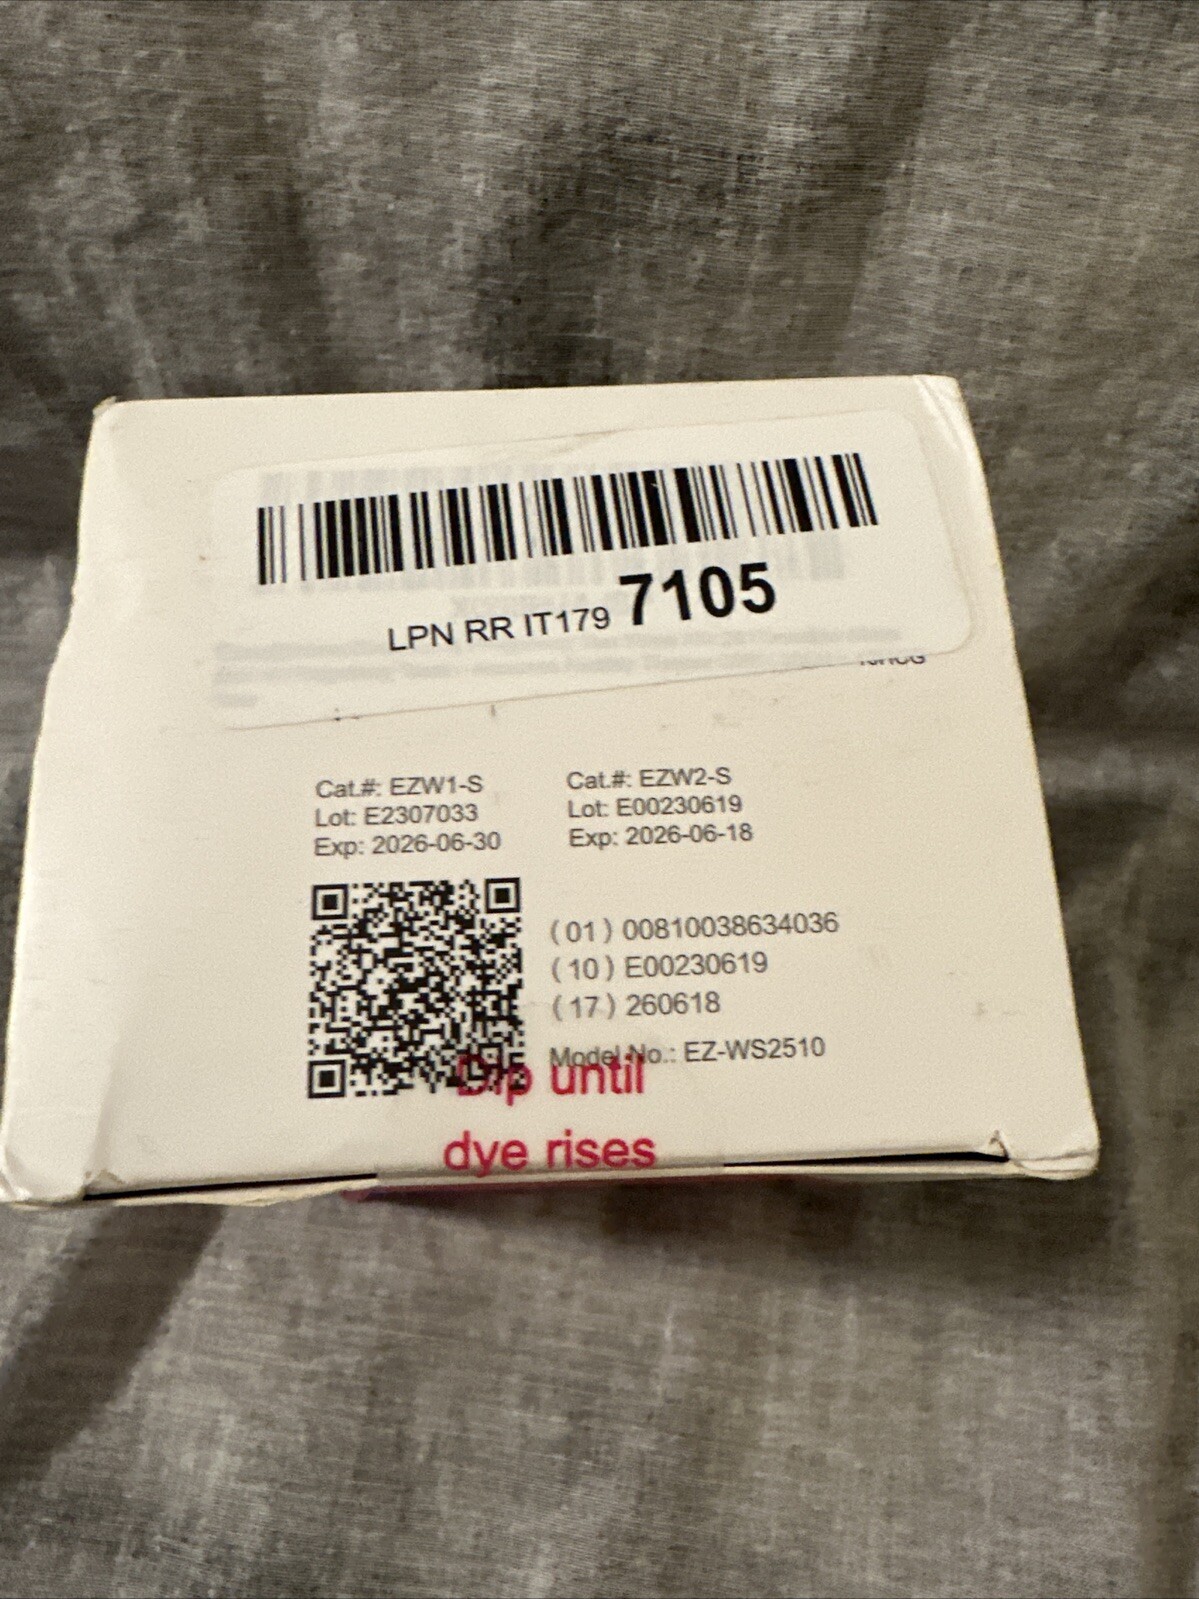 LPN RR IT179 7105
Cat.#: EZW1-S
Lot: E2307033
Exp: 2026-06-30
Cat.#: EZW2-S
Lot: E00230619
Exp: 2026-06-18
(01) 00810038634036
(10) E00230619
(17) 260618
Model No.: EZ-WS2510
Dip until
dye rises